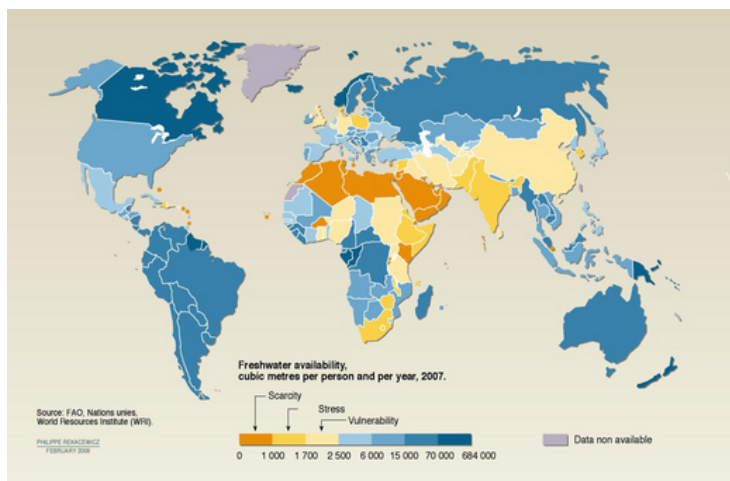 Freshwater availability,
cubic metres per person and per year, 2007.
Scarcity
Stress
Vulnerability
0 1 000 1 700 2 500 6 000 15 000 70 000 684 000
Data non available
Source: FAO, Nations unies,
World Resources Institute (WRI).
PHILIPPE REKACEWICZ
FEBRUARY 2008